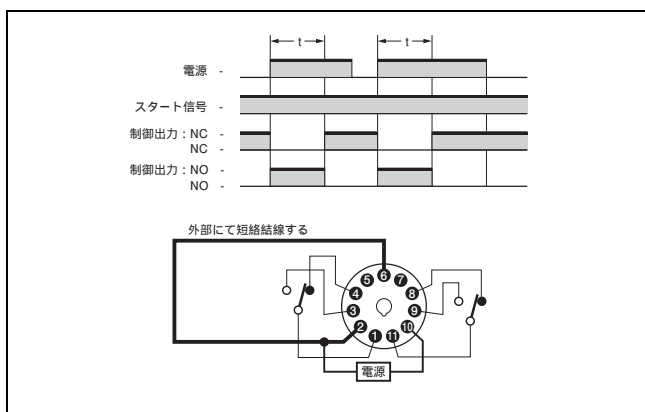 t
t
電源 -
スタート信号 -
制御出力：NC -
NC -
制御出力：NO -
NO -
外部にて短絡結線する
5 6 7
4 8
3 9
2 10
1 11
電源